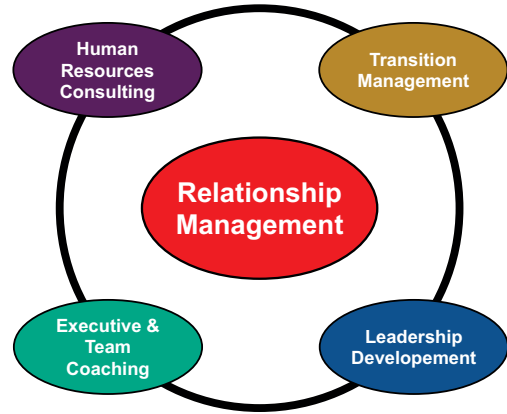 Human
Resources
Consulting
Transition
Management
Relationship
Management
Executive &
Team
Coaching
Leadership
Developement